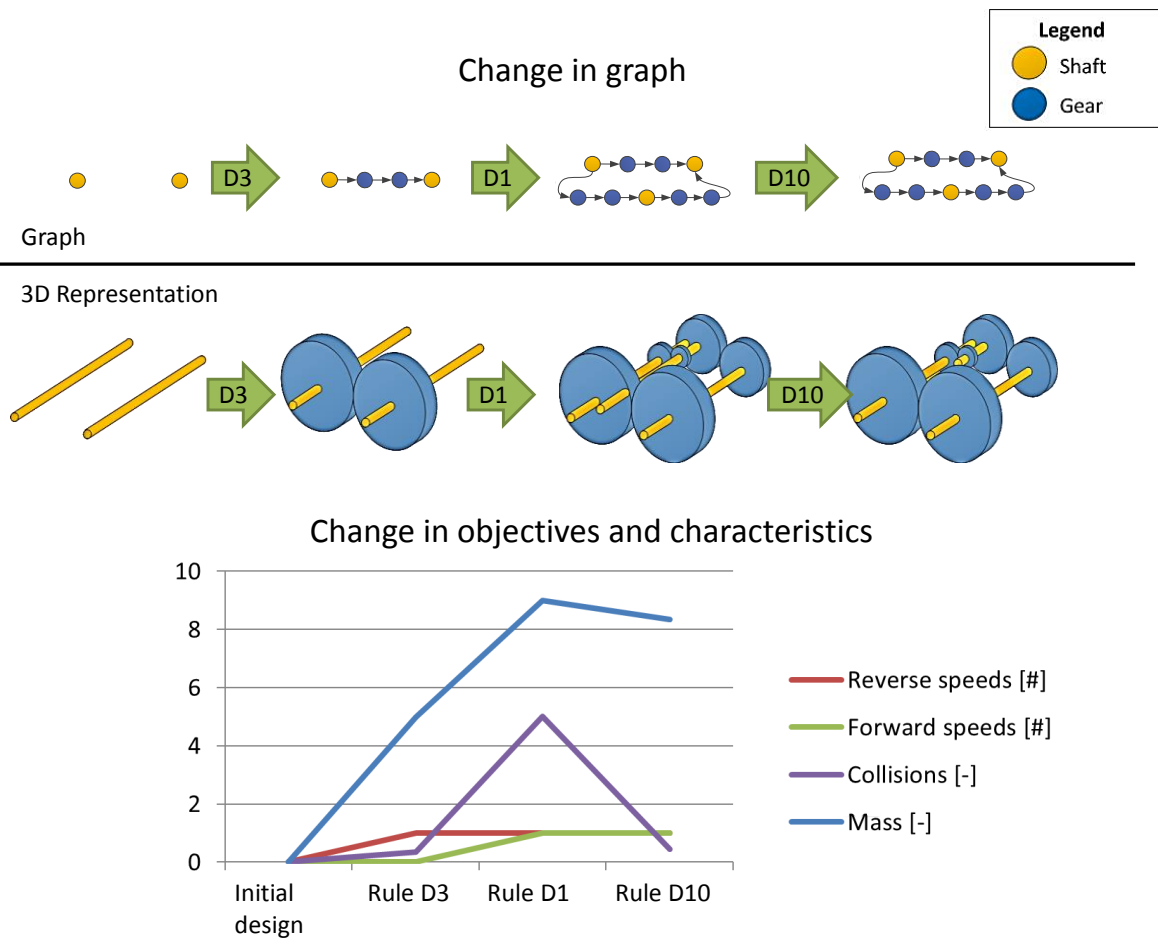 Legend
Shaft
Gear
Change in graph
D3
D1
D10
Graph
3D Representation
D3
D1
D10
Change in objectives and characteristics
10
8
6
4
2
0
Initial design
Rule D3
Rule D1
Rule D10
Reverse speeds [#]
Forward speeds [#]
Collisions [-]
Mass [-]